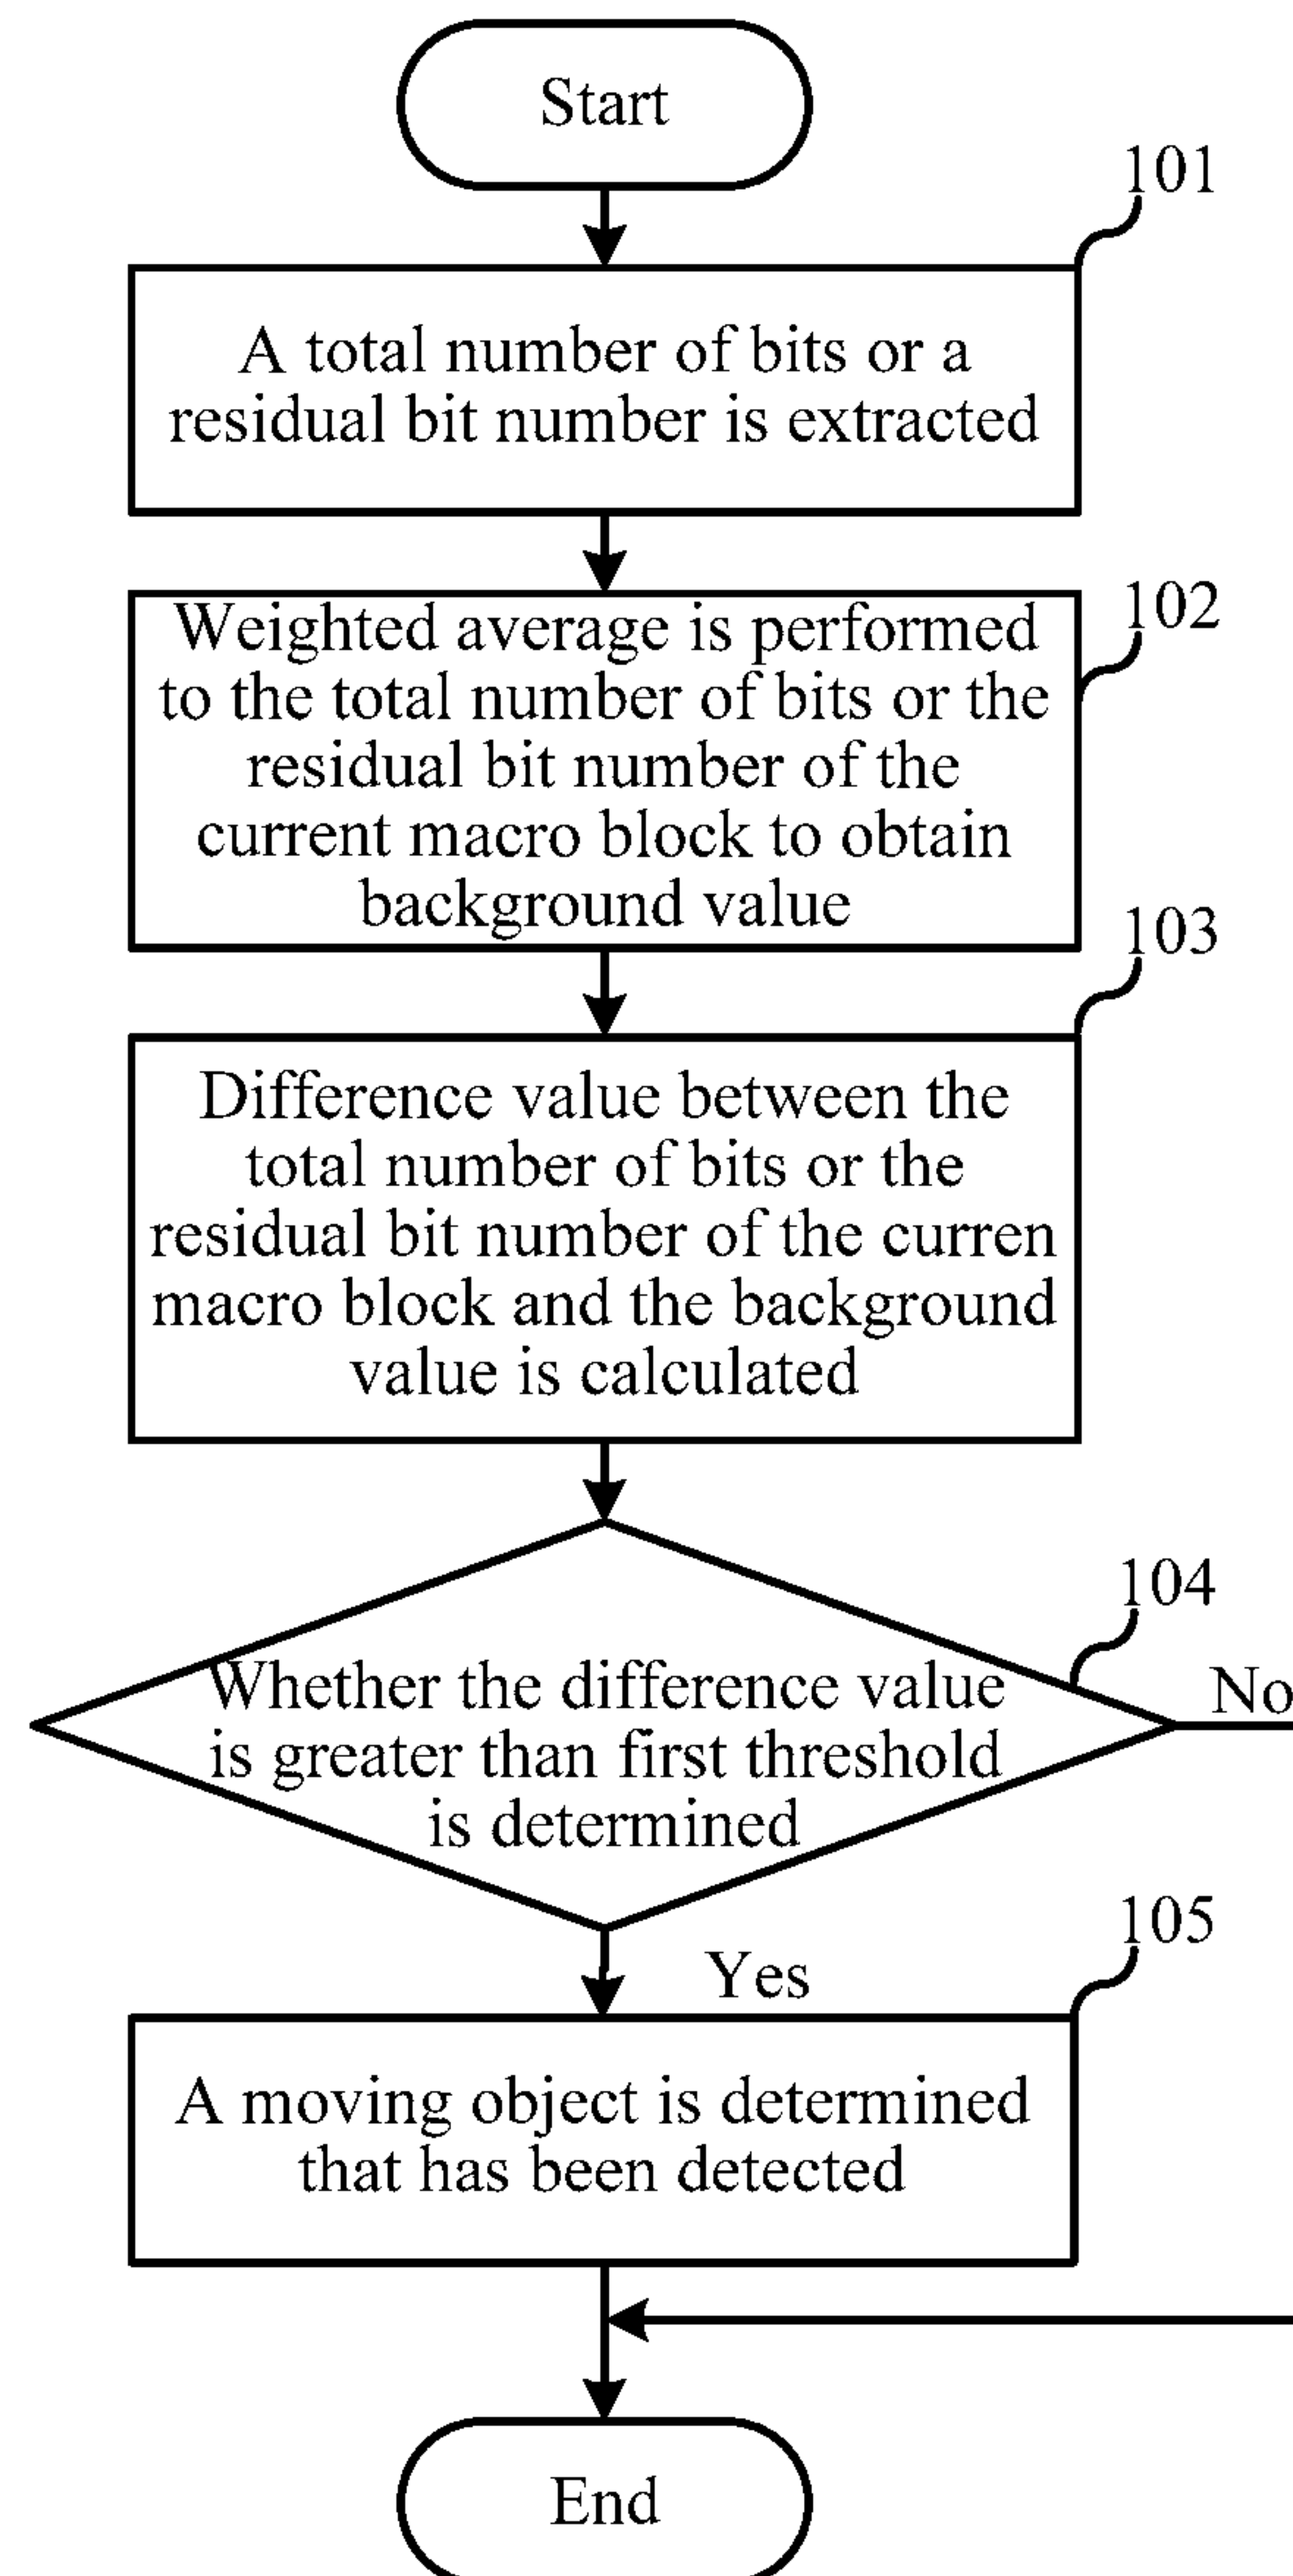 Start
101
A total number of bits or a
residual bit number is extracted
102
Weighted average is performed
to the total number of bits or the
residual bit number of the
current macro block to obtain
background value
103
Difference value between the
total number of bits or the
residual bit number of the curren
macro block and the background
value is calculated
104
Whether the difference value
is greater than first threshold
is determined
No
Yes
105
A moving object is determined
that has been detected
End